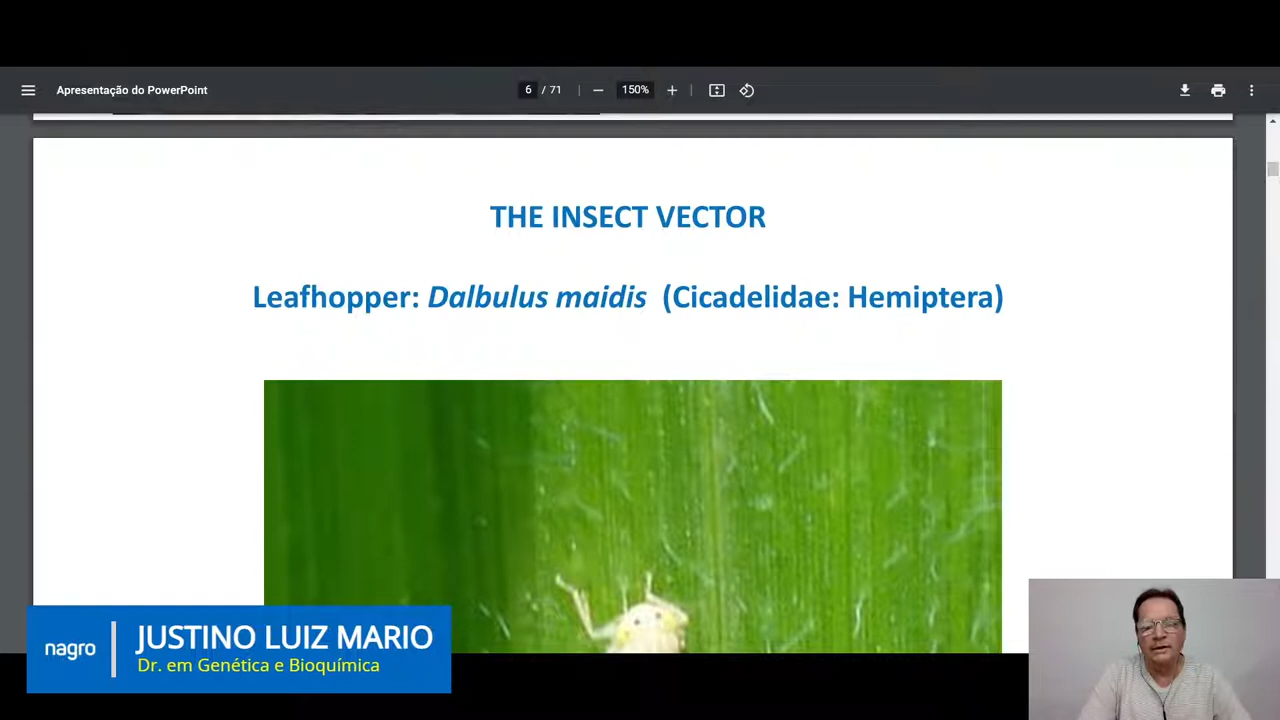 Apresentação do PowerPoint
6 / 71
150%
THE INSECT VECTOR
Leafhopper: Dalbulus maidis (Cicadelidae: Hemiptera)
nagro
JUSTINO LUIZ MARIO
Dr. em Genética e Bioquímica